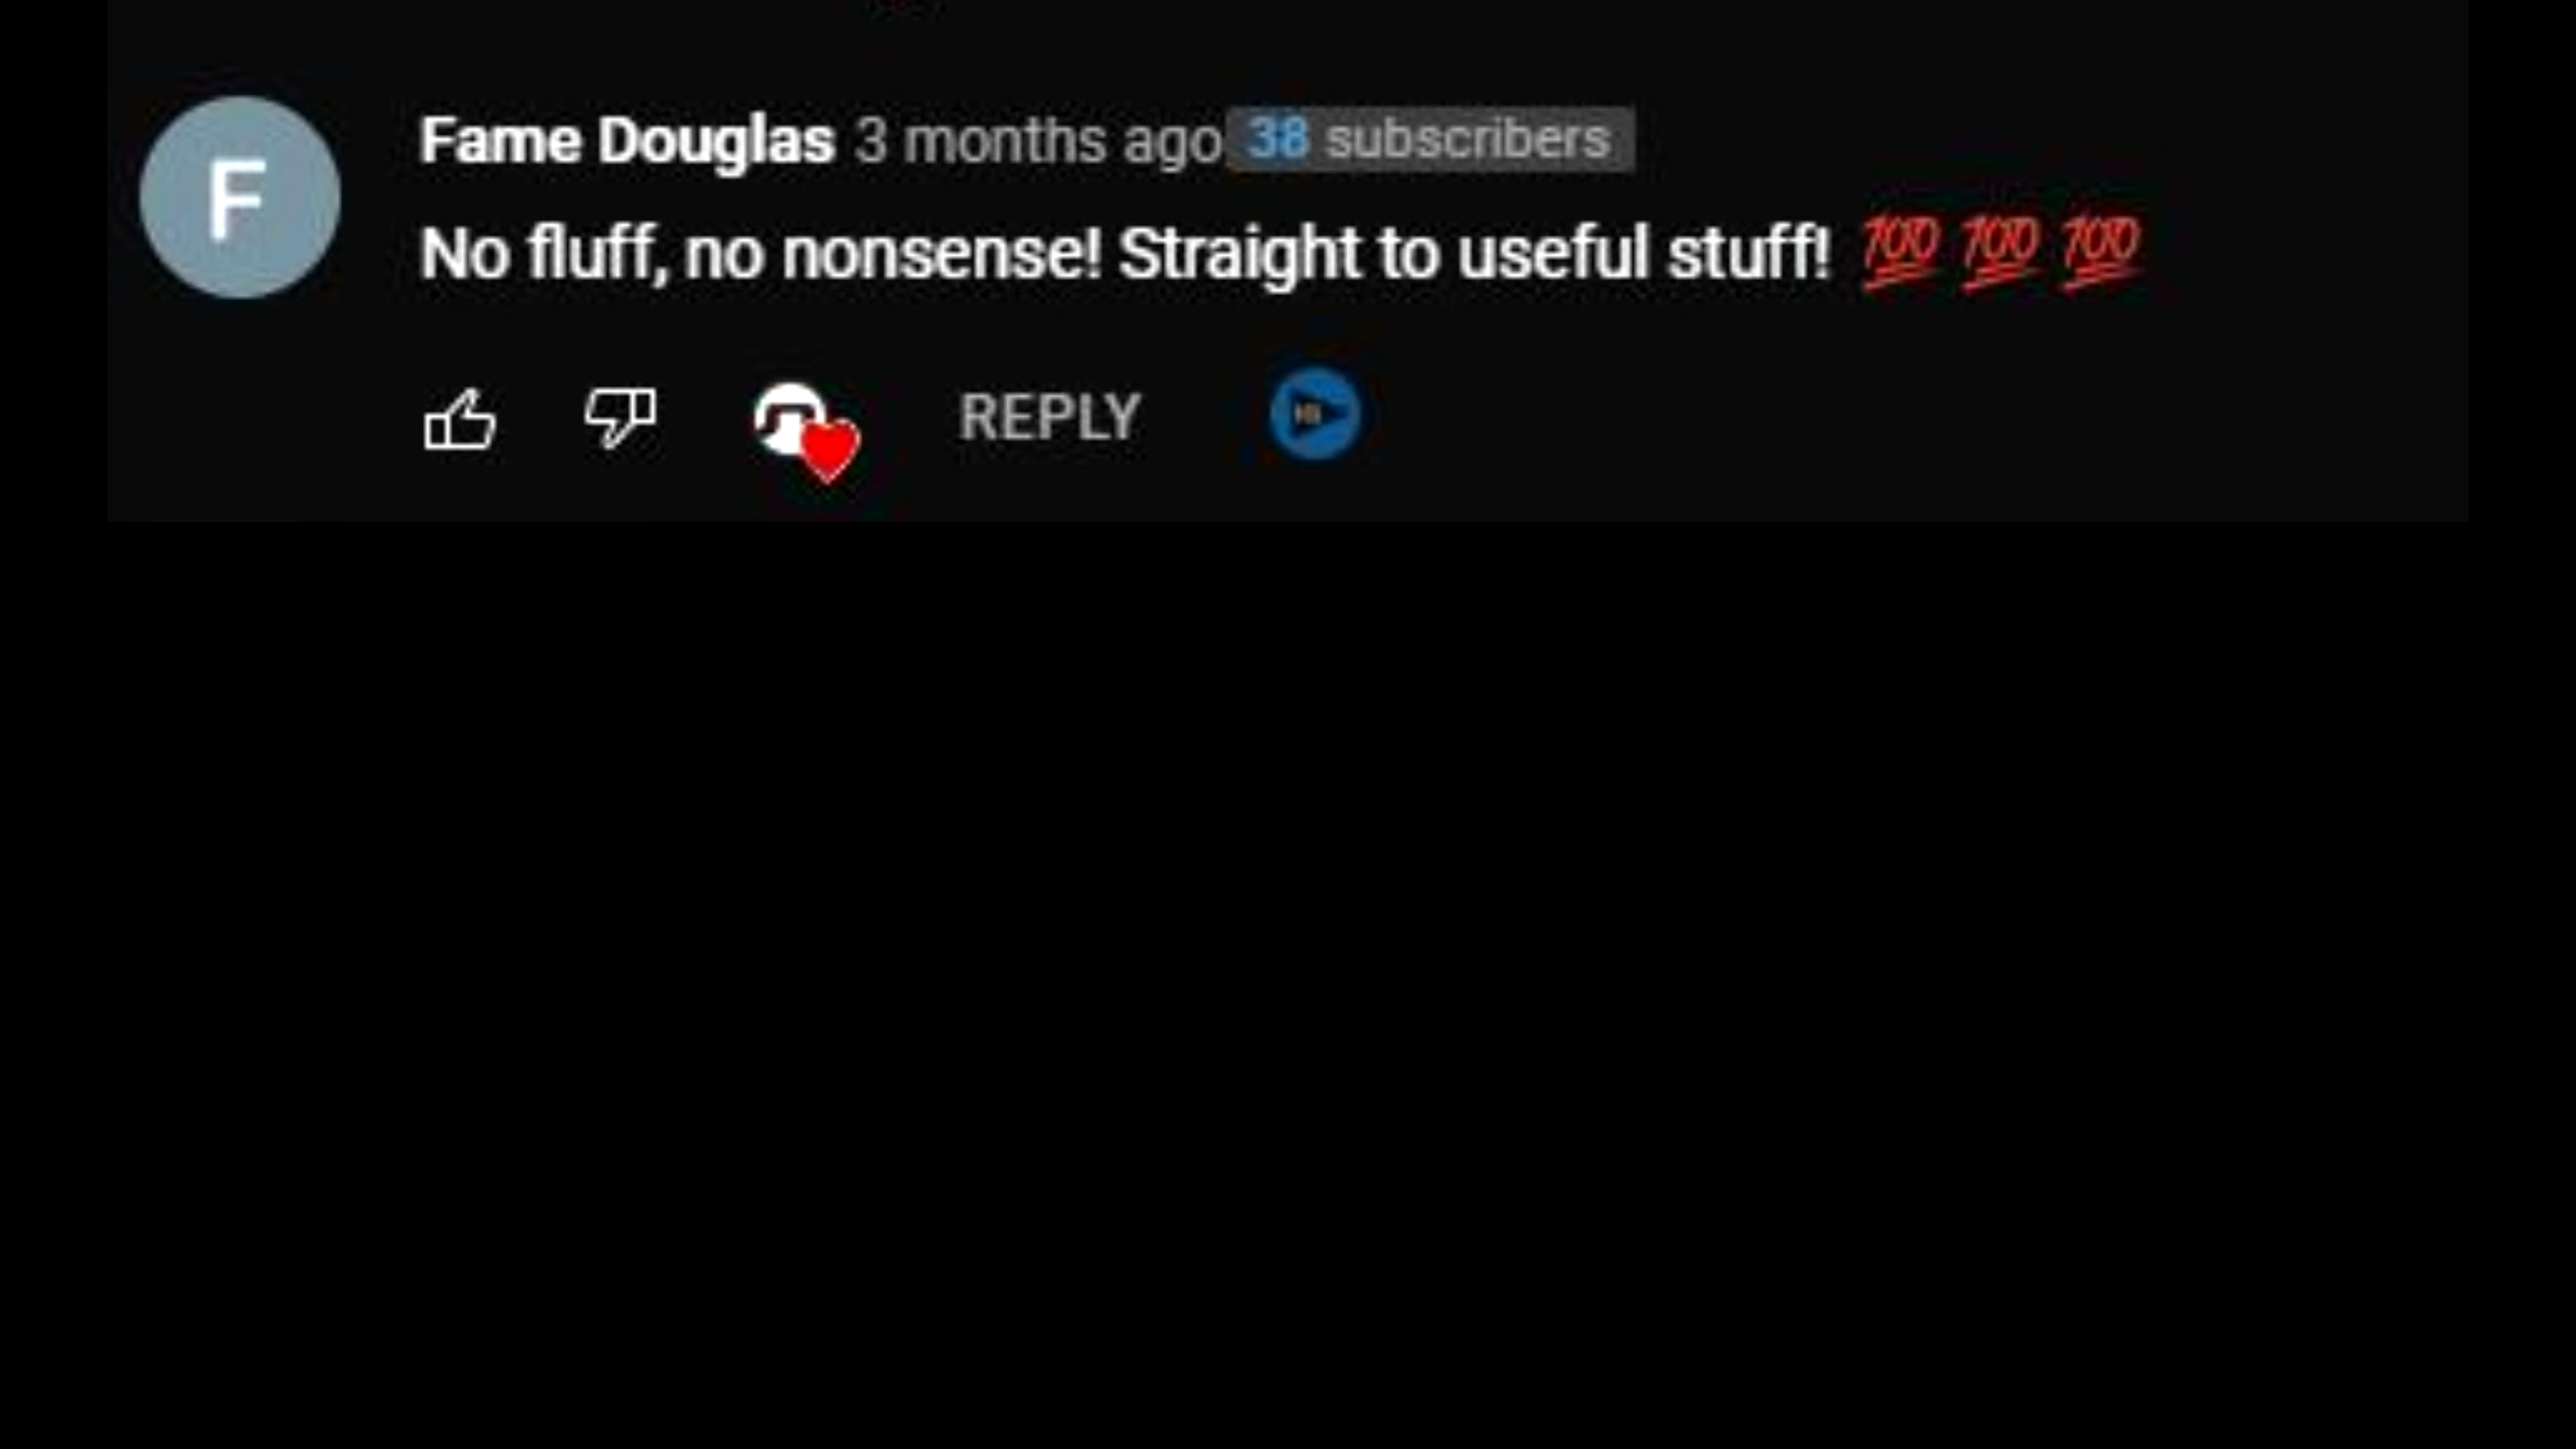 F
Fame Douglas 3 months ago 38 subscribers
No fluff, no nonsense! Straight to useful stuff! 💯 💯 💯
REPLY